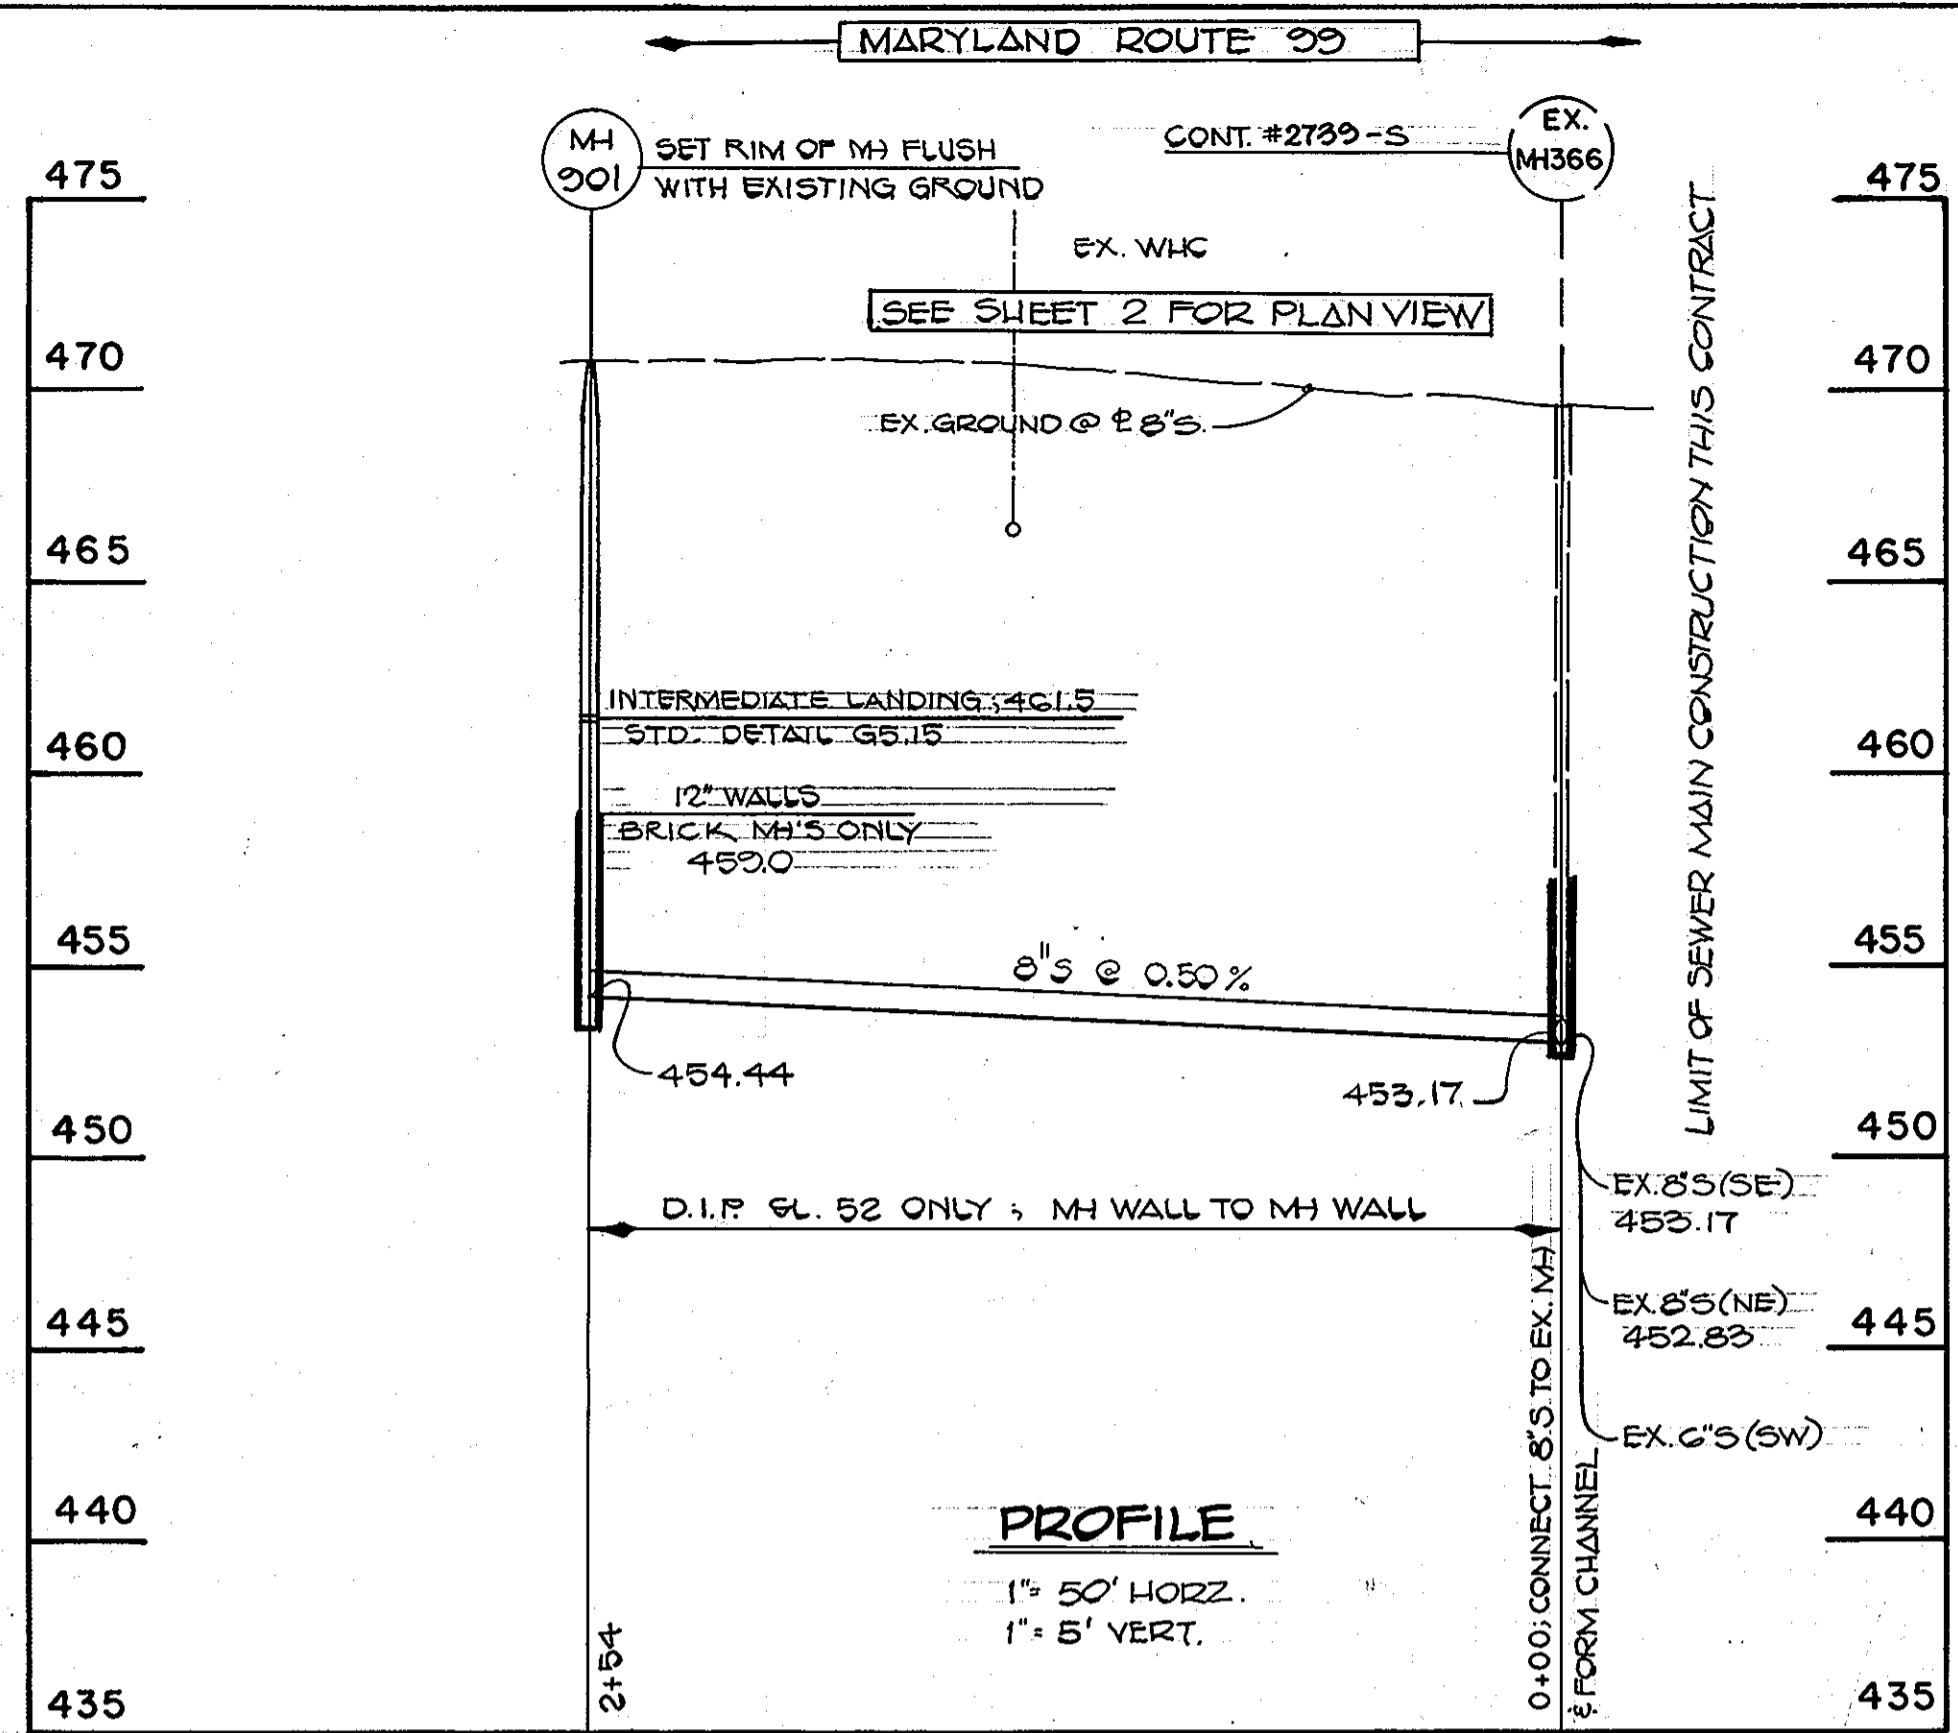 MARYLAND ROUTE 99
MH
901
SET RIM OF MH FLUSH
WITH EXISTING GROUND
CONT. #2739-S
EX.
MH366
475
475
EX. WHC
SEE SHEET 2 FOR PLAN VIEW
470
470
EX. GROUND @ ℄ 8"S.
LIMIT OF SEWER MAIN CONSTRUCTION THIS CONTRACT
465
465
INTERMEDIATE LANDING; 461.5
STD. DETAIL G5.15
460
460
12" WALLS
BRICK MH'S ONLY
459.0
455
455
8"S @ 0.50%
454.44
453.17
450
450
D.I.P. CL. 52 ONLY ; MH WALL TO MH WALL
EX. 8"S (SE)
453.17
EX. 8"S (NE)
452.83
445
445
EX. 6"S (SW)
440
440
PROFILE
1"= 50' HORZ.
1"= 5' VERT.
2+54
0+00; CONNECT 8"S. TO EX. MH
& FORM CHANNEL
435
435